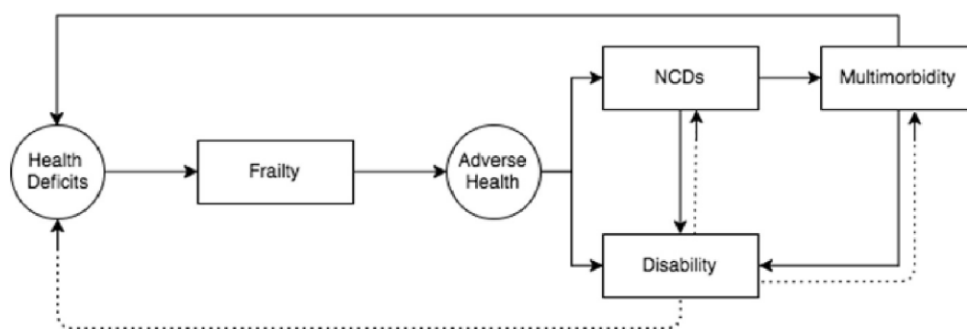 NCDs
Multimorbidity
Health
Deficits
Frailty
Adverse
Health
Disability